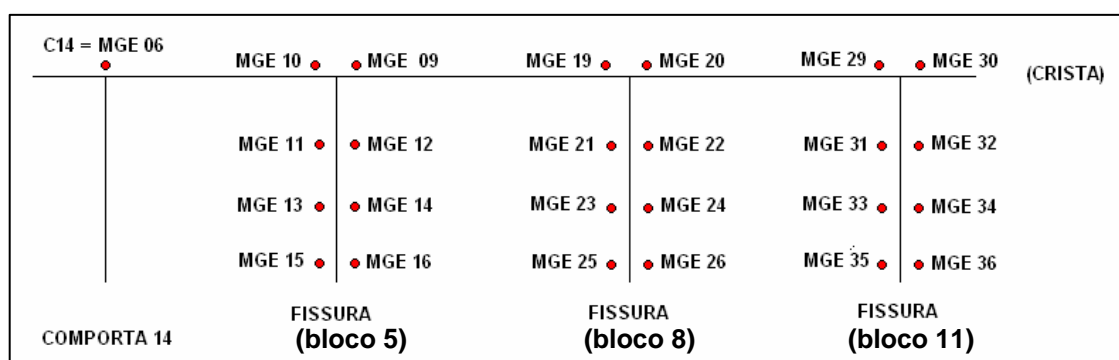 C14 = MGE 06
MGE 10 MGE 09 MGE 19 MGE 20 MGE 29 MGE 30
(CRISTA)
MGE 11 MGE 12 MGE 21 MGE 22 MGE 31 MGE 32
MGE 13 MGE 14 MGE 23 MGE 24 MGE 33 MGE 34
MGE 15 MGE 16 MGE 25 MGE 26 MGE 35 MGE 36
FISSURA FISSURA FISSURA
COMPORTA 14 (bloco 5) (bloco 8) (bloco 11)